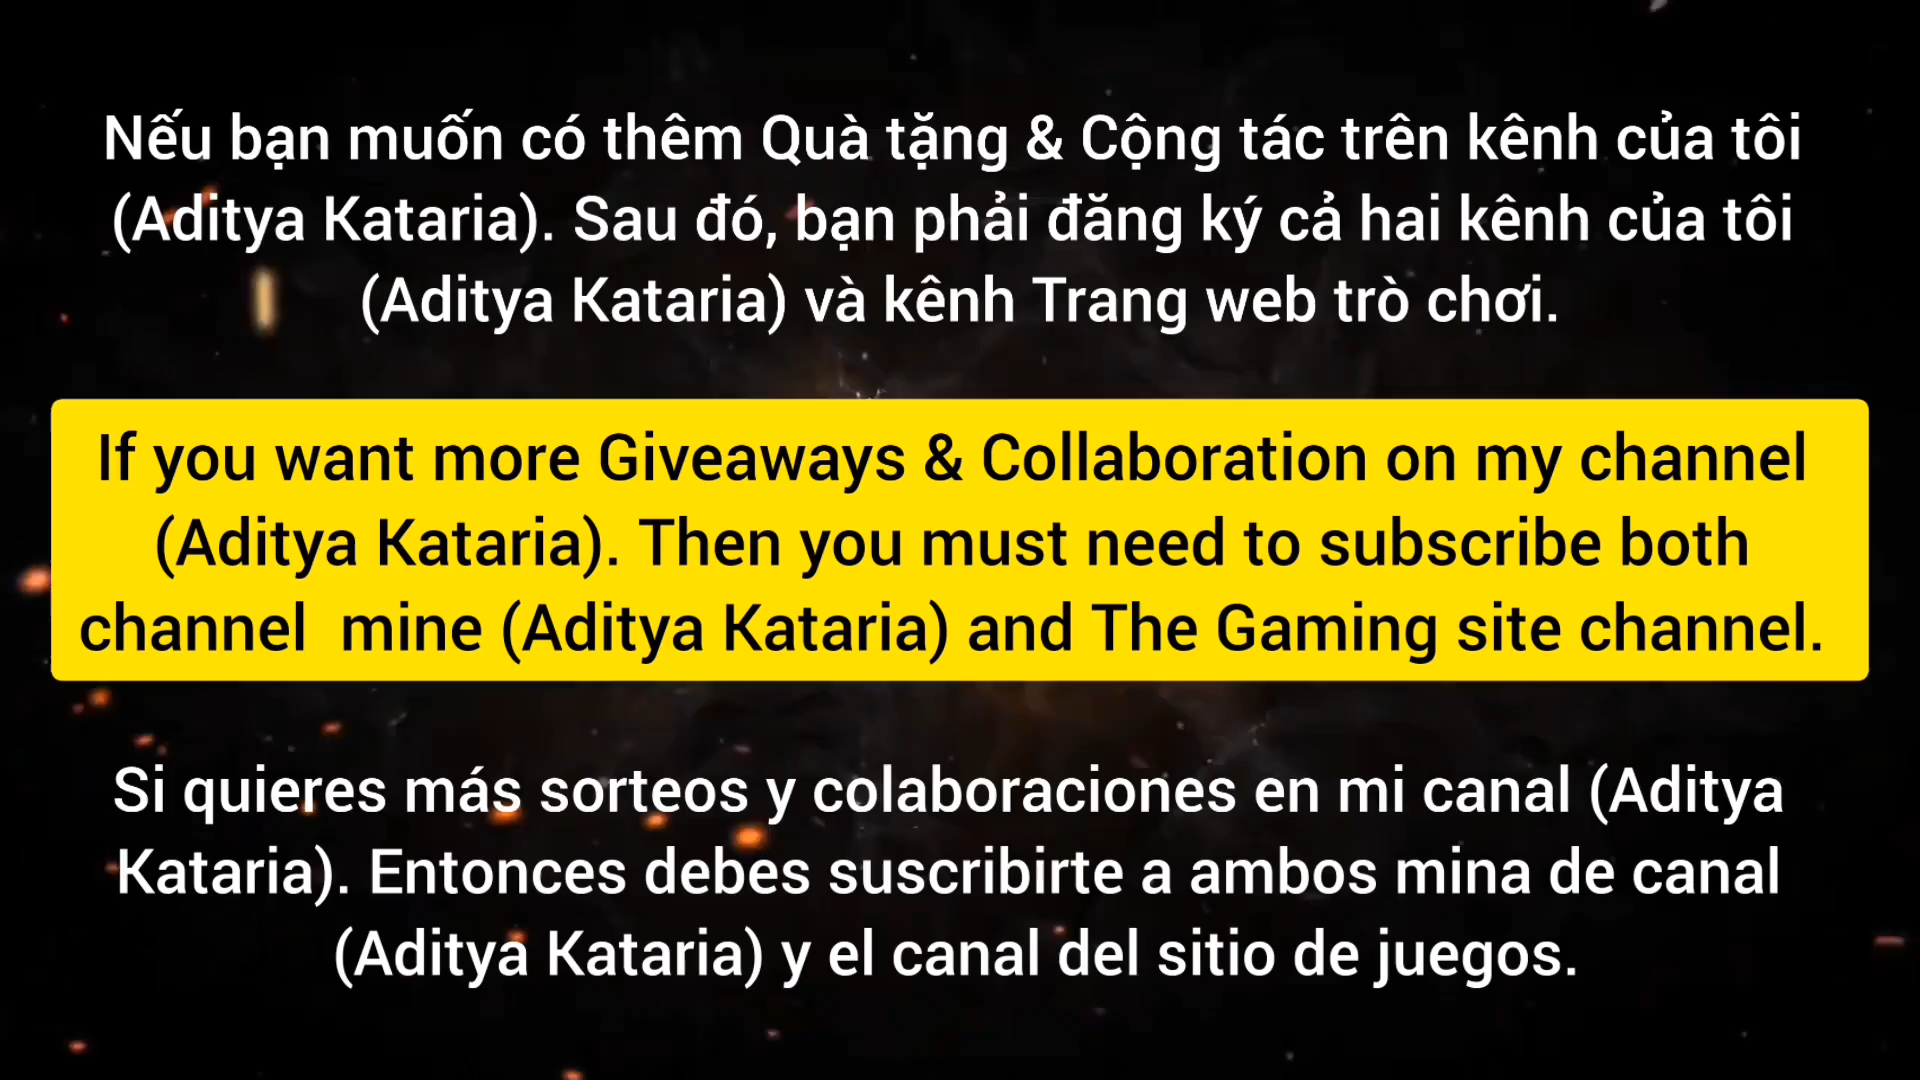 Nếu bạn muốn có thêm Quà tặng & Cộng tác trên kênh của tôi
(Aditya Kataria). Sau đó, bạn phải đăng ký cả hai kênh của tôi
(Aditya Kataria) và kênh Trang web trò chơi.
If you want more Giveaways & Collaboration on my channel
(Aditya Kataria). Then you must need to subscribe both
channel  mine (Aditya Kataria) and The Gaming site channel.
Si quieres más sorteos y colaboraciones en mi canal (Aditya
Kataria). Entonces debes suscribirte a ambos mina de canal
(Aditya Kataria) y el canal del sitio de juegos.